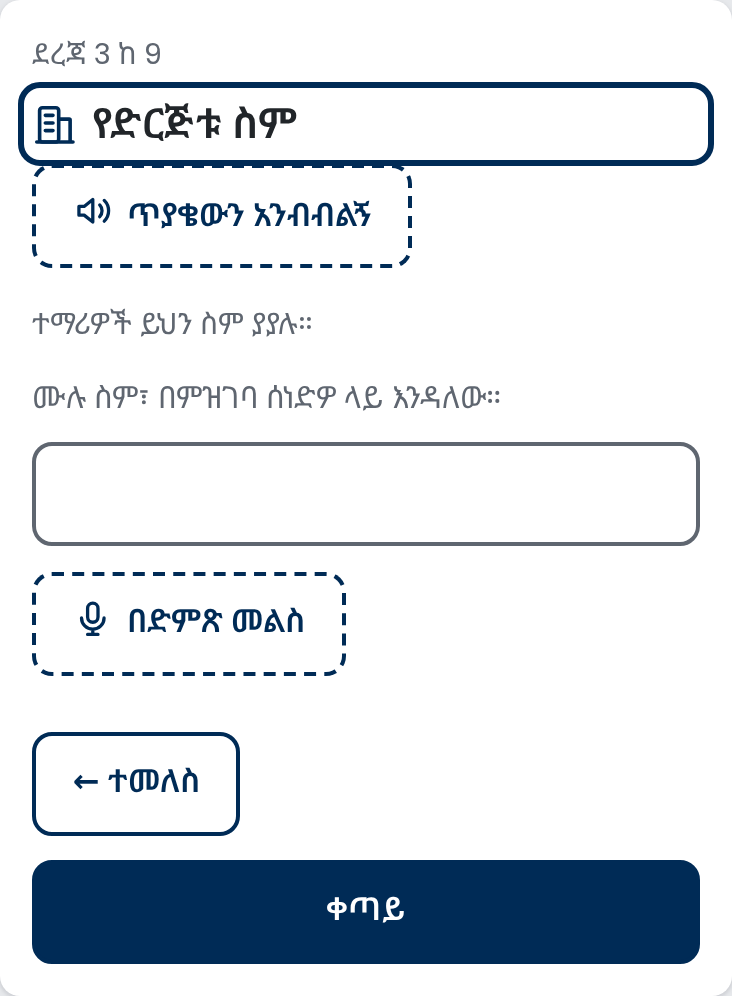 ደረጃ 3 ከ 9
የድርጅቱ ስም
ጥያቄውን አንብብልኝ
ተማሪዎች ይህን ስም ያያሉ።
ሙሉ ስም፣ በምዝገባ ሰነድዎ ላይ እንዳለው።
በድምጽ መልስ
← ተመለስ
ቀጣይ